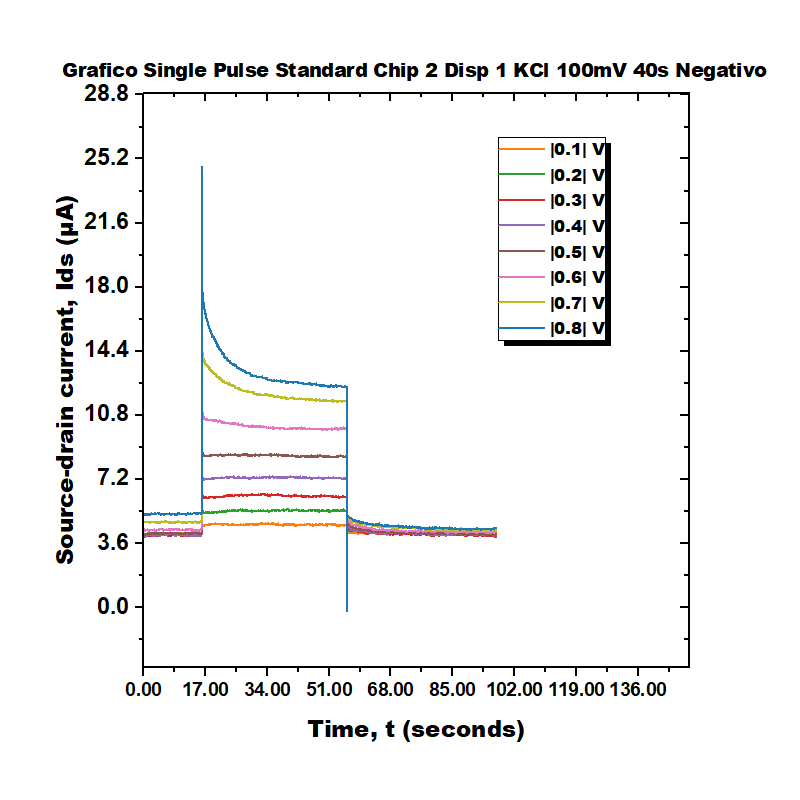 Grafico Single Pulse Standard Chip 2 Disp 1 KCl 100mV 40s Negativo
28.8
25.2
21.6
18.0
14.4
10.8
7.2
3.6
0.0
Source-drain current, Ids (µA)
|0.1| V
|0.2| V
|0.3| V
|0.4| V
|0.5| V
|0.6| V
|0.7| V
|0.8| V
0.00 17.00 34.00 51.00 68.00 85.00 102.00 119.00 136.00
Time, t (seconds)